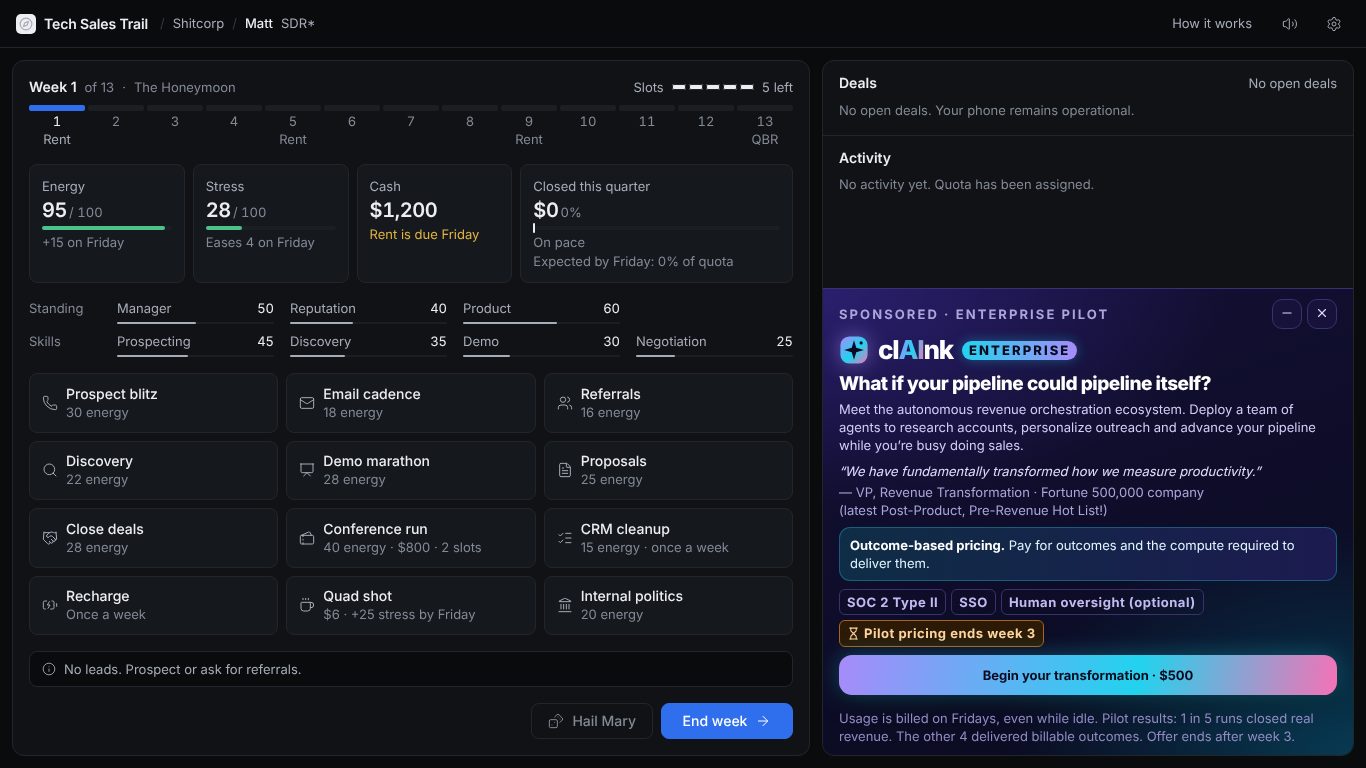 Tech Sales Trail / Shitcorp / Matt SDR*
How it works
Week 1 of 13 · The Honeymoon
Slots 5 left
1 2 3 4 5 6 7 8 9 10 11 12 13
Rent Rent Rent QBR
Energy
95 / 100
+15 on Friday
Stress
28 / 100
Eases 4 on Friday
Cash
$1,200
Rent is due Friday
Closed this quarter
$0 0%
On pace
Expected by Friday: 0% of quota
Standing Manager 50 Reputation 40 Product 60
Skills Prospecting 45 Discovery 35 Demo 30 Negotiation 25
Prospect blitz
30 energy
Email cadence
18 energy
Referrals
16 energy
Discovery
22 energy
Demo marathon
28 energy
Proposals
25 energy
Close deals
28 energy
Conference run
40 energy · $800 · 2 slots
CRM cleanup
15 energy · once a week
Recharge
Once a week
Quad shot
$6 · +25 stress by Friday
Internal politics
20 energy
No leads. Prospect or ask for referrals.
Hail Mary
End week →
Deals No open deals
No open deals. Your phone remains operational.
Activity
No activity yet. Quota has been assigned.
SPONSORED · ENTERPRISE PILOT
clAInk ENTERPRISE
What if your pipeline could pipeline itself?
Meet the autonomous revenue orchestration ecosystem. Deploy a team of
agents to research accounts, personalize outreach and advance your pipeline
while you’re busy doing sales.
“We have fundamentally transformed how we measure productivity.”
— VP, Revenue Transformation · Fortune 500,000 company
(latest Post-Product, Pre-Revenue Hot List!)
Outcome-based pricing. Pay for outcomes and the compute required to
deliver them.
SOC 2 Type II SSO Human oversight (optional)
Pilot pricing ends week 3
Begin your transformation · $500
Usage is billed on Fridays, even while idle. Pilot results: 1 in 5 runs closed real
revenue. The other 4 delivered billable outcomes. Offer ends after week 3.